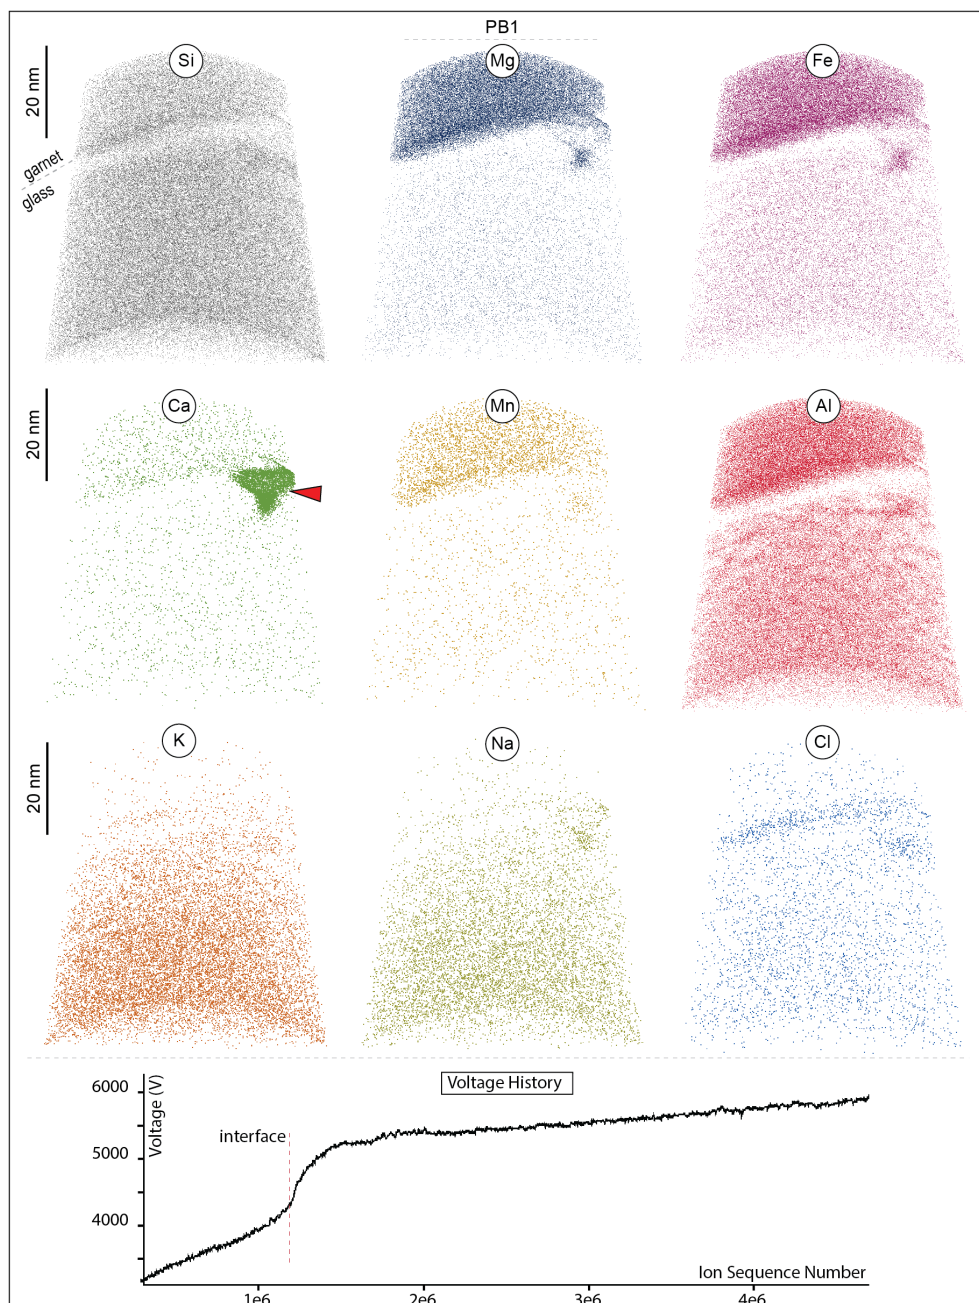 PB1
Si
Mg
Fe
20 nm
garnet
glass
Ca
Mn
Al
20 nm
K
Na
Cl
20 nm
Voltage History
6000
5000
4000
Voltage (V)
interface
Ion Sequence Number
1e6
2e6
3e6
4e6